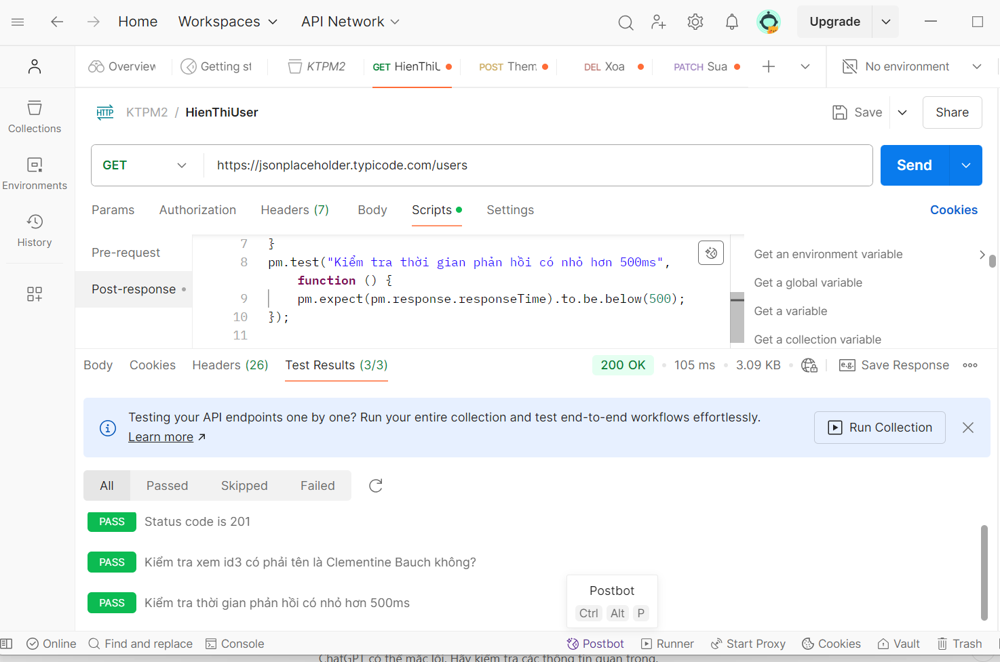 Home Workspaces API Network Upgrade
Overview Getting st KTPM2 GET HienThiU POST Them DEL Xoa PATCH Sua No environment
HTTP KTPM2 / HienThiUser Save Share
GET https://jsonplaceholder.typicode.com/users Send
Collections
Environments
History
Params Authorization Headers (7) Body Scripts Settings Cookies
Pre-request
Post-response
7 }
8 pm.test("Kiểm tra thời gian phản hồi có nhỏ hơn 500ms",
function () {
9 pm.expect(pm.response.responseTime).to.be.below(500);
10 });
11
Get an environment variable
Get a global variable
Get a variable
Get a collection variable
Body Cookies Headers (26) Test Results (3/3) 200 OK 105 ms 3.09 KB e.g. Save Response
Testing your API endpoints one by one? Run your entire collection and test end-to-end workflows effortlessly.
Learn more
Run Collection
All Passed Skipped Failed
PASS Status code is 201
PASS Kiểm tra xem id3 có phải tên là Clementine Bauch không?
PASS Kiểm tra thời gian phản hồi có nhỏ hơn 500ms
Postbot
Ctrl Alt P
Online Find and replace Console Postbot Runner Start Proxy Cookies Vault Trash
ChatGPT có thể mắc lỗi. Hãy kiểm tra các thông tin quan trọng.